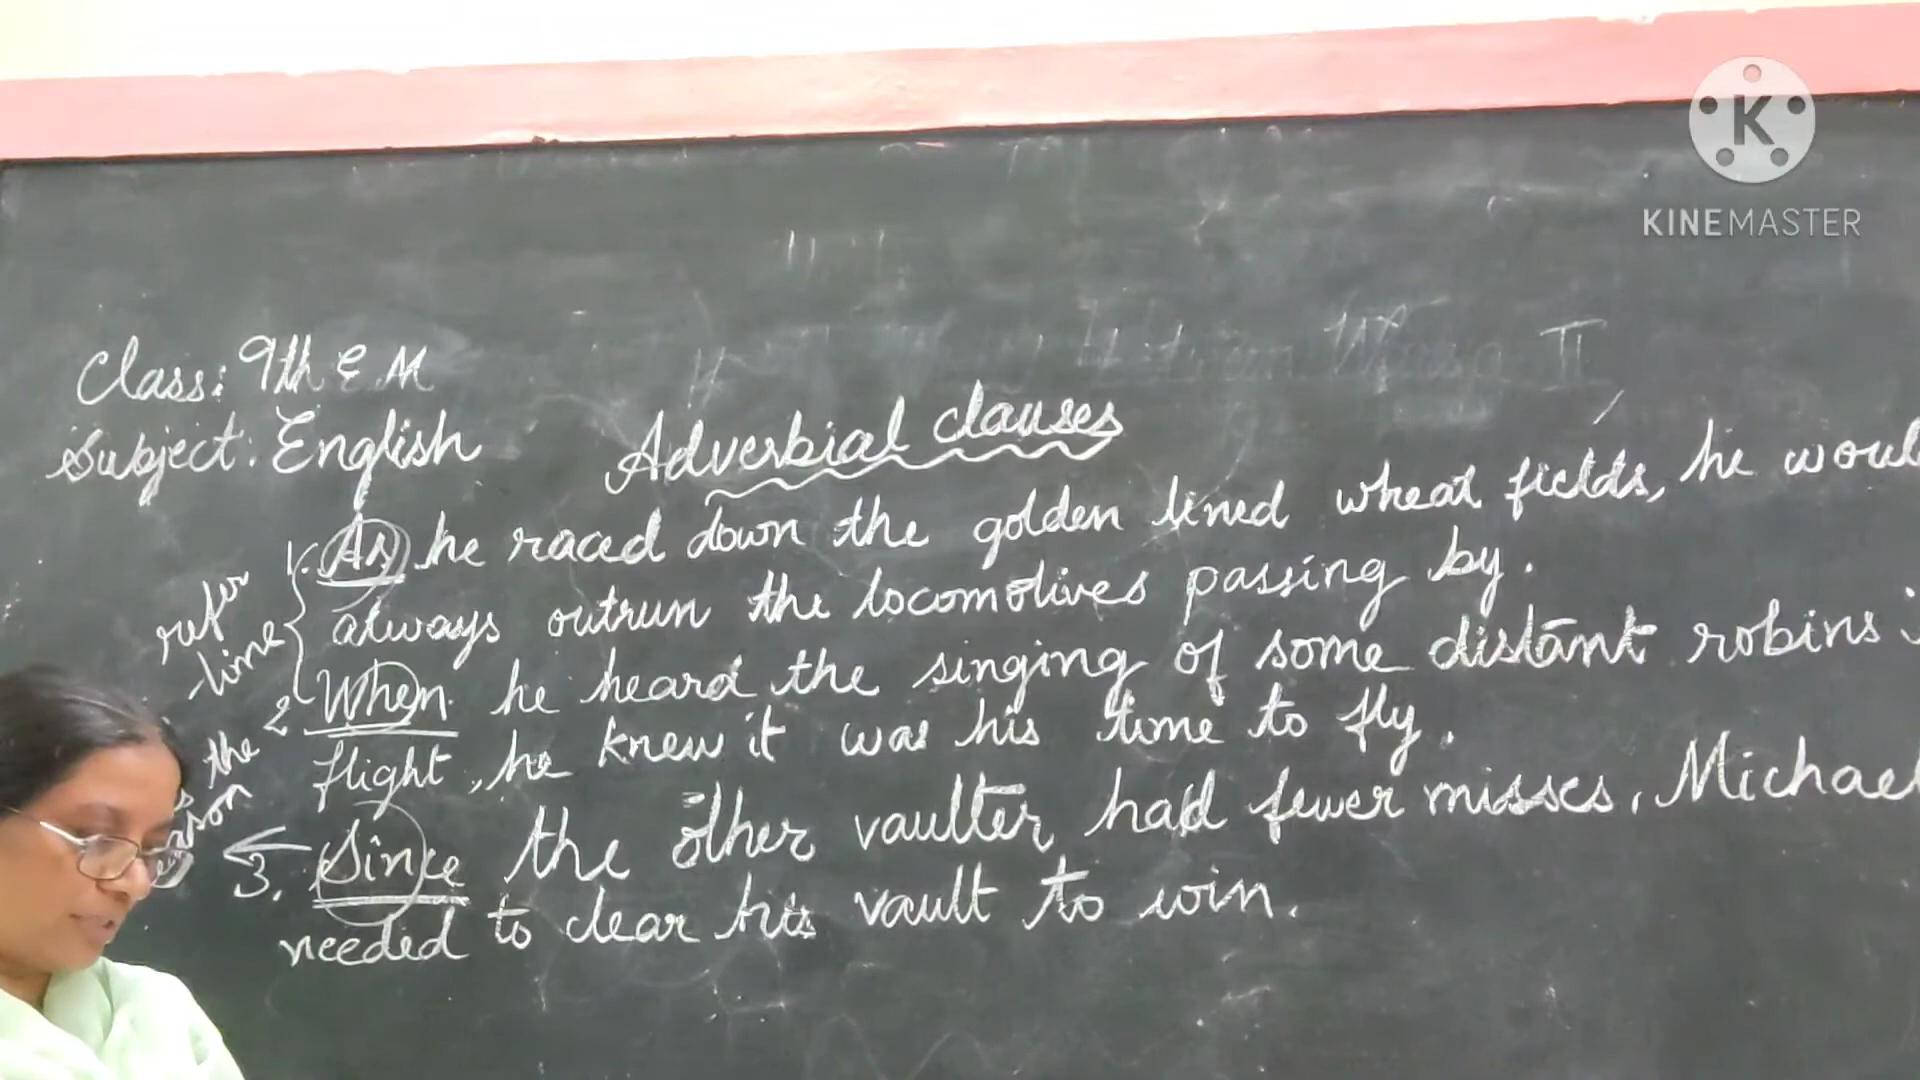 K
KINEMASTER
Class: 9th E M
Subject: English
Adverbial clauses
1. As he raced down the golden lined wheat fields, he woul
always outrun the locomotives passing by.
refer
time
2 When he heard the singing of some distant robins i
flight, he knew it was his time to fly.
the
3. Since the other vaulter had fewer misses, Michael
needed to clear his vault to win.
II